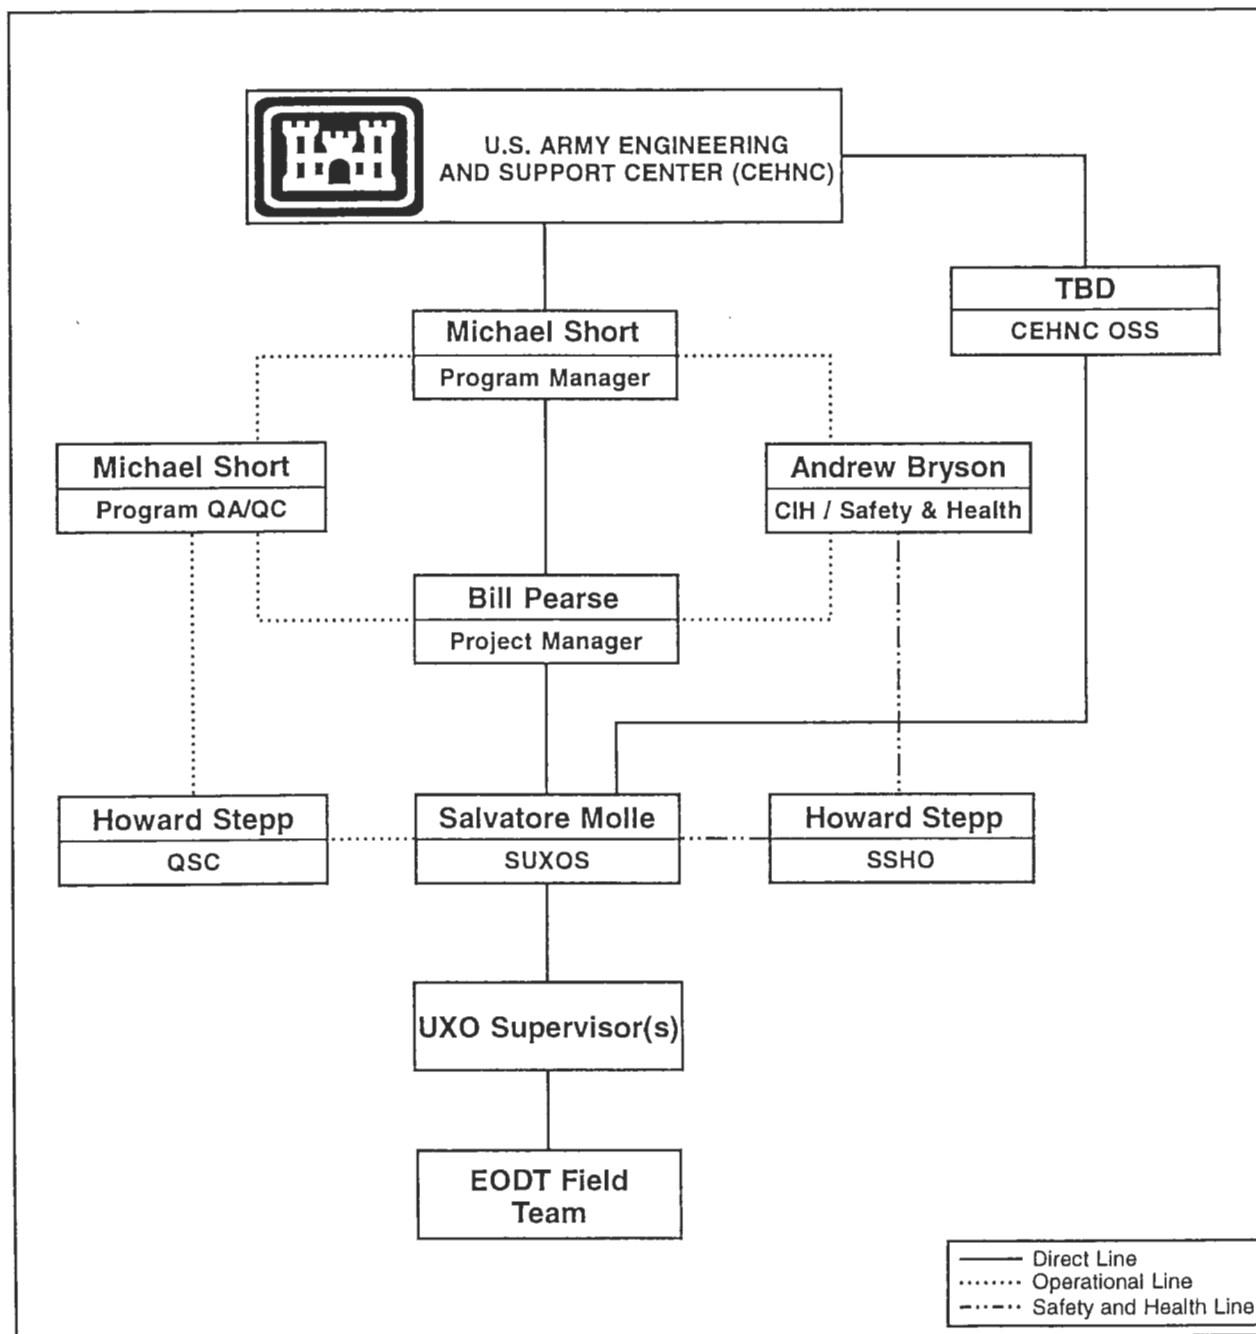 U.S. ARMY ENGINEERING
AND SUPPORT CENTER (CEHNC)
TBD
CEHNC OSS
Michael Short
Program Manager
Michael Short
Program QA/QC
Andrew Bryson
CIH / Safety & Health
Bill Pearse
Project Manager
Howard Stepp
QSC
Salvatore Molle
SUXOS
Howard Stepp
SSHO
UXO Supervisor(s)
EODT Field
Team
Direct Line
Operational Line
Safety and Health Line